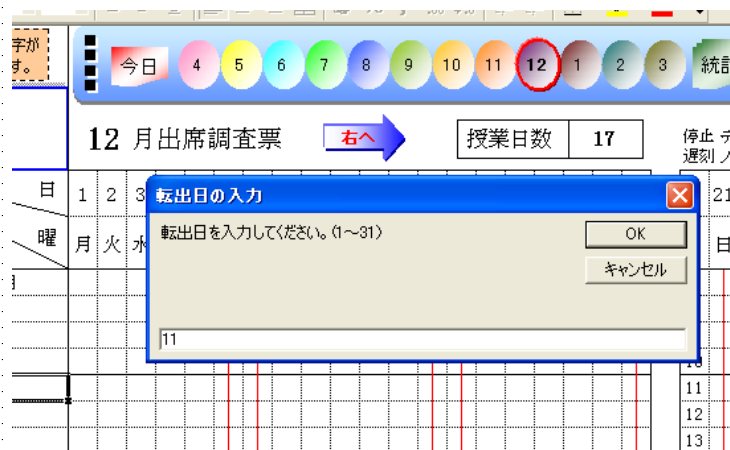 字が
す。
今日 4 5 6 7 8 9 10 11 12 1 2 3 統計
12 月出席調査票
右へ
授業日数 17
停止
遅刻
日 1 2 3
21
曜 月 火 水
日
転出日の入力
転出日を入力してください。(1～31)
OK
キャンセル
11
11
12
13